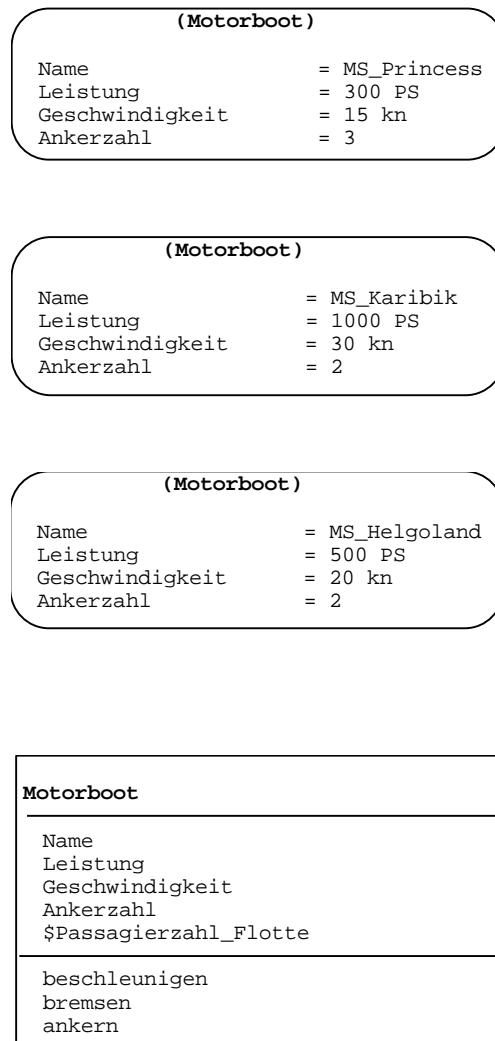 (Motorboot)
Name = MS_Princess
Leistung = 300 PS
Geschwindigkeit = 15 kn
Ankerzahl = 3
(Motorboot)
Name = MS_Karibik
Leistung = 1000 PS
Geschwindigkeit = 30 kn
Ankerzahl = 2
(Motorboot)
Name = MS_Helgoland
Leistung = 500 PS
Geschwindigkeit = 20 kn
Ankerzahl = 2
Motorboot
Name
Leistung
Geschwindigkeit
Ankerzahl
$Passagierzahl_Flotte
beschleunigen
bremsen
ankern